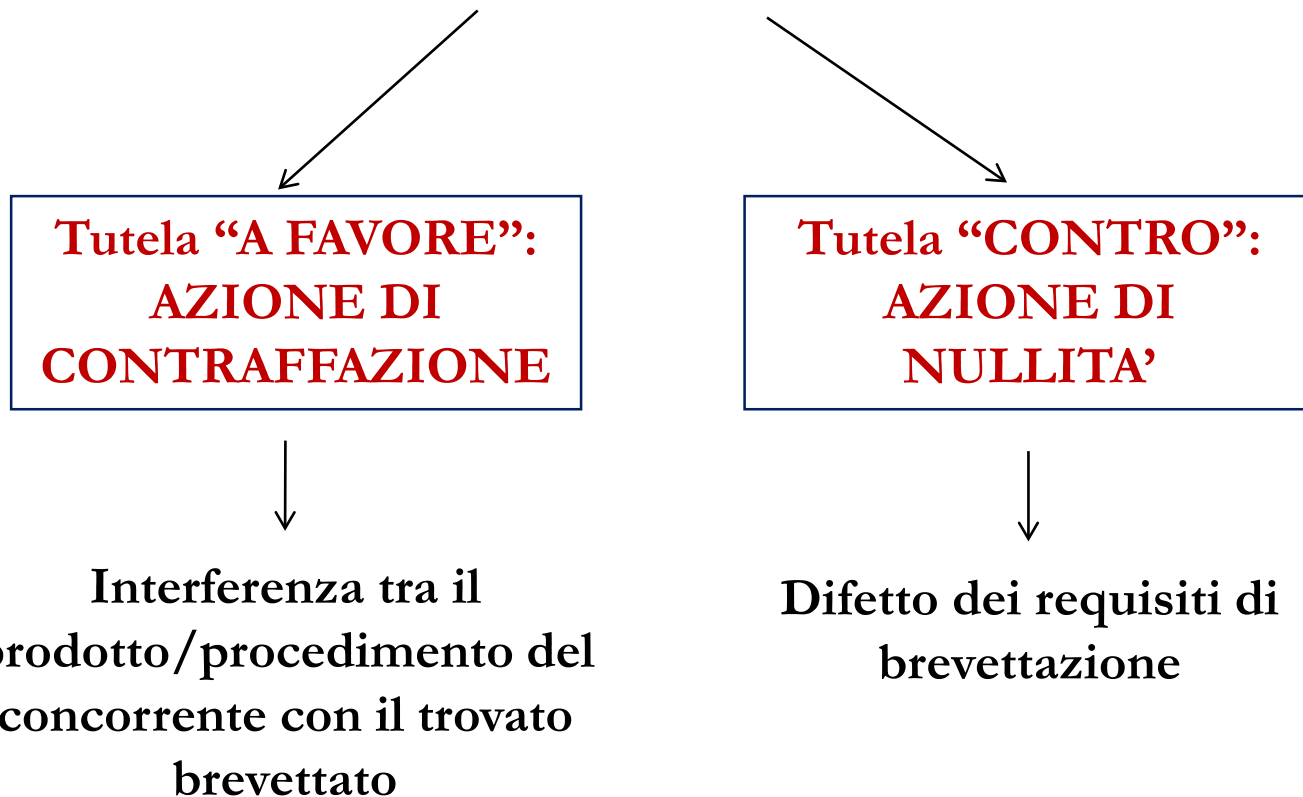 Tutela “A FAVORE”:
AZIONE DI
CONTRAFFAZIONE
Tutela “CONTRO”:
AZIONE DI
NULLITA’
Interferenza tra il
prodotto/procedimento del
concorrente con il trovato
brevettato
Difetto dei requisiti di
brevettazione